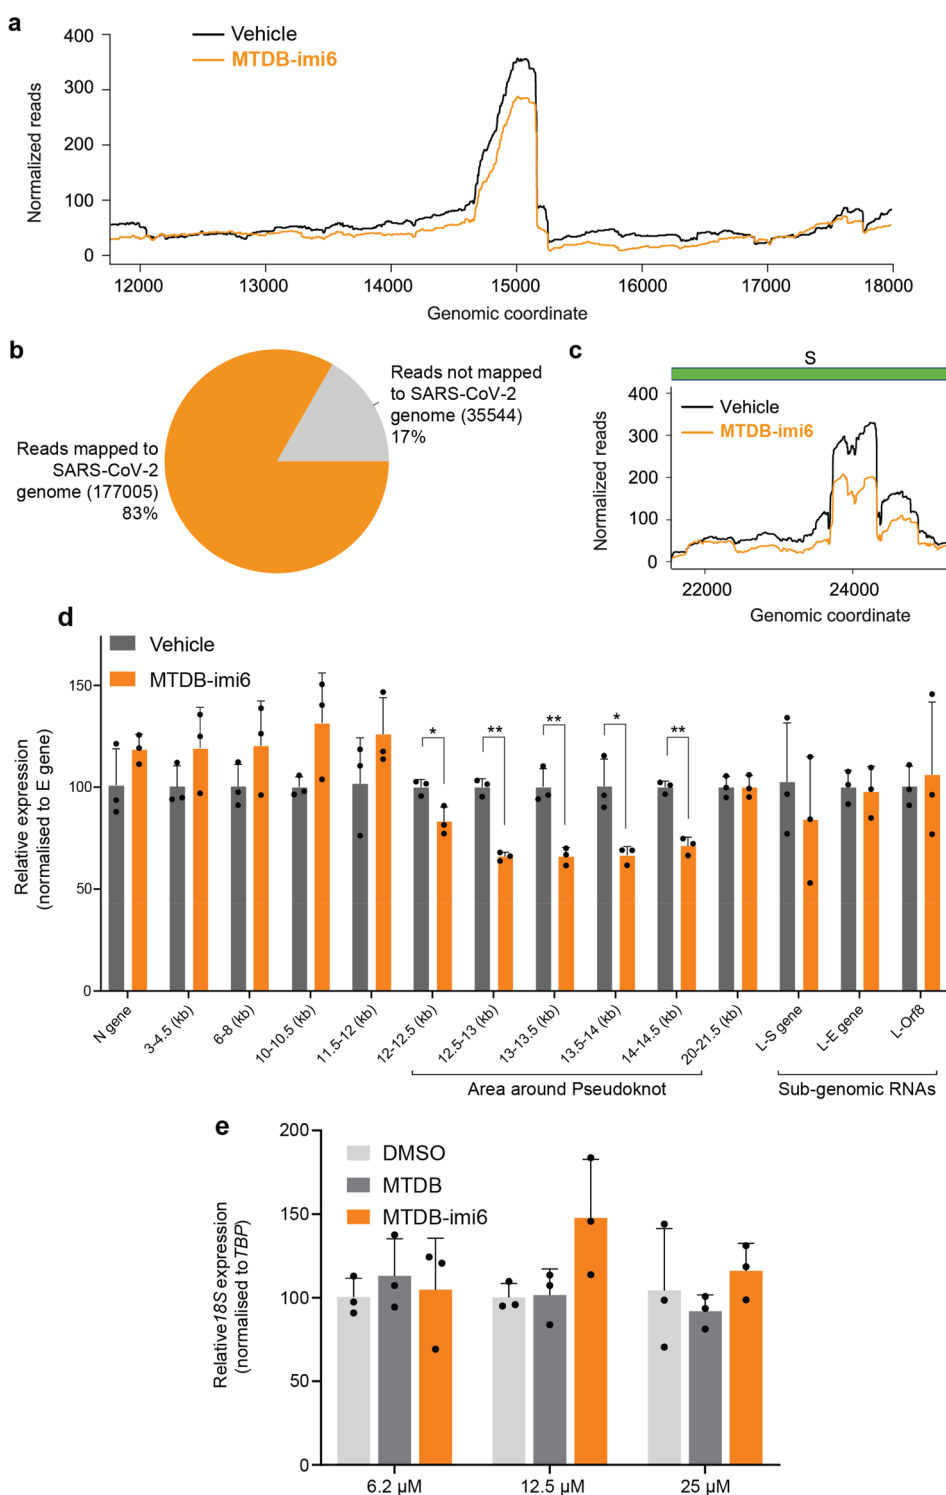 a
Vehicle
MTDB-imi6
400
300
200
100
0
Normalized reads
12000 13000 14000 15000 16000 17000 18000
Genomic coordinate
b
Reads not mapped
to SARS-CoV-2
genome (35544)
17%
Reads mapped to
SARS-CoV-2
genome (177005)
83%
c
S
Vehicle
MTDB-imi6
400
300
200
100
0
Normalized reads
22000 24000
Genomic coordinate
d
Vehicle
MTDB-imi6
150
100
50
0
Relative expression
(normalised to E gene)
* ** ** * **
N gene
3-4.5 (kb)
6-8 (kb)
10-10.5 (kb)
11.5-12 (kb)
12-12.5 (kb)
12.5-13 (kb)
13-13.5 (kb)
13.5-14 (kb)
14-14.5 (kb)
20-21.5 (kb)
L-S gene
L-E gene
L-Orf8
Area around Pseudoknot
Sub-genomic RNAs
e
DMSO
MTDB
MTDB-imi6
200
150
100
50
0
Relative18S expression
(normalised toTBP)
6.2 µM 12.5 µM 25 µM